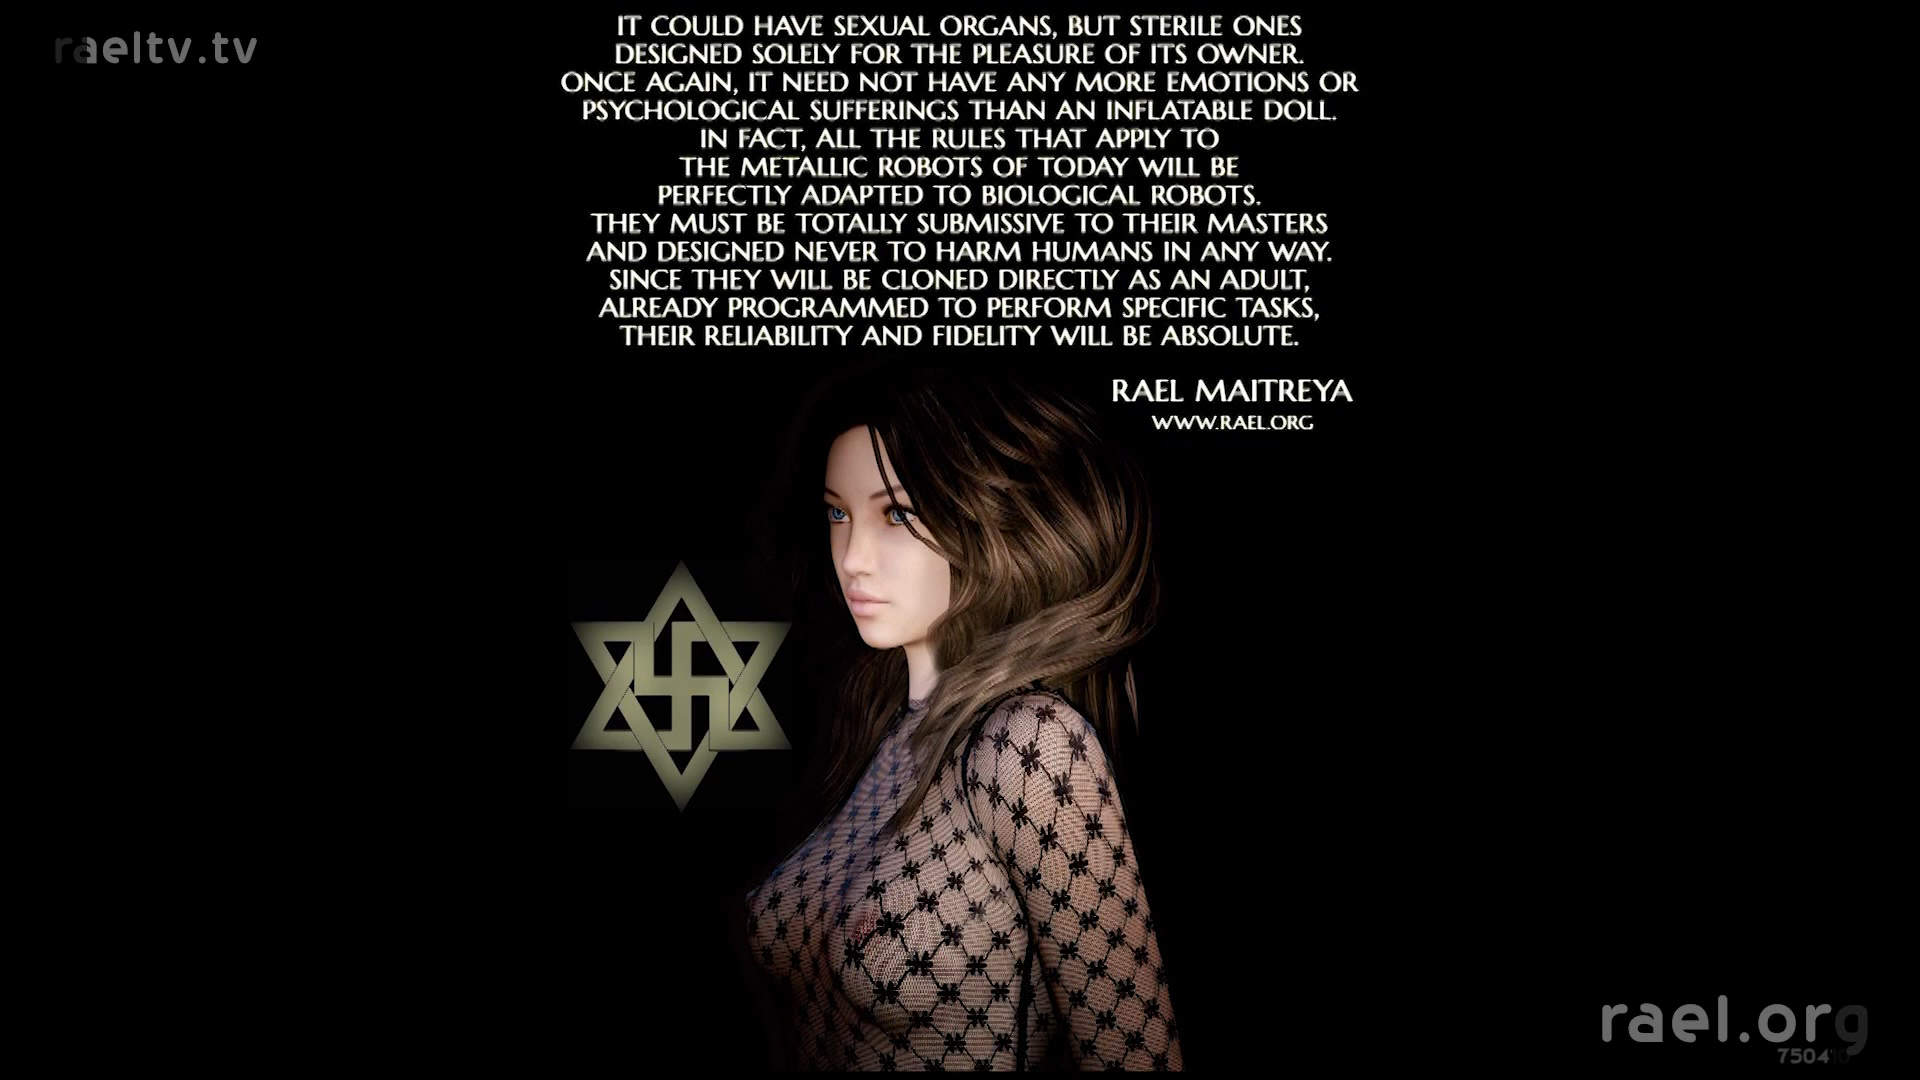 raeltv.tv
IT COULD HAVE SEXUAL ORGANS, BUT STERILE ONES
DESIGNED SOLELY FOR THE PLEASURE OF ITS OWNER.
ONCE AGAIN, IT NEED NOT HAVE ANY MORE EMOTIONS OR
PSYCHOLOGICAL SUFFERINGS THAN AN INFLATABLE DOLL.
IN FACT, ALL THE RULES THAT APPLY TO
THE METALLIC ROBOTS OF TODAY WILL BE
PERFECTLY ADAPTED TO BIOLOGICAL ROBOTS.
THEY MUST BE TOTALLY SUBMISSIVE TO THEIR MASTERS
AND DESIGNED NEVER TO HARM HUMANS IN ANY WAY.
SINCE THEY WILL BE CLONED DIRECTLY AS AN ADULT,
ALREADY PROGRAMMED TO PERFORM SPECIFIC TASKS,
THEIR RELIABILITY AND FIDELITY WILL BE ABSOLUTE.
RAEL MAITREYA
WWW.RAEL.ORG
rael.org